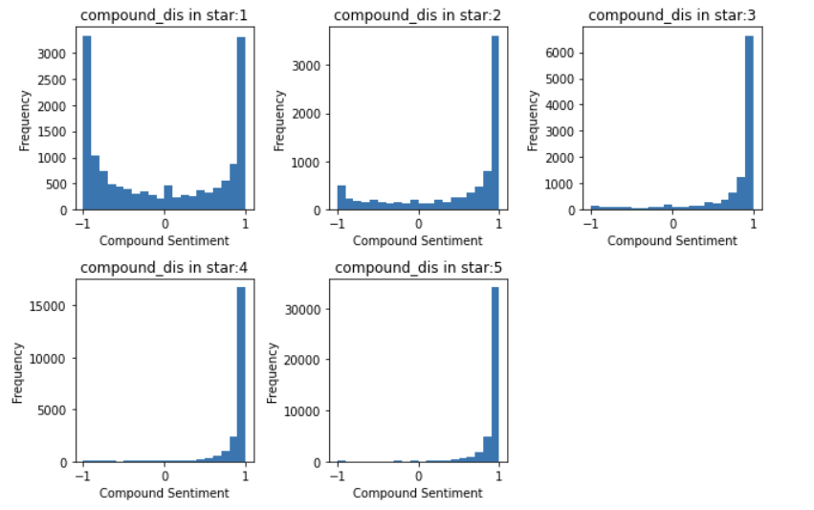 compound_dis in star:1
3000
2500
2000
1500
1000
500
0
Frequency
−1 0 1
Compound Sentiment
compound_dis in star:2
3000
2000
1000
0
Frequency
−1 0 1
Compound Sentiment
compound_dis in star:3
6000
5000
4000
3000
2000
1000
0
Frequency
−1 0 1
Compound Sentiment
compound_dis in star:4
15000
10000
5000
0
Frequency
−1 0 1
Compound Sentiment
compound_dis in star:5
30000
20000
10000
0
Frequency
−1 0 1
Compound Sentiment